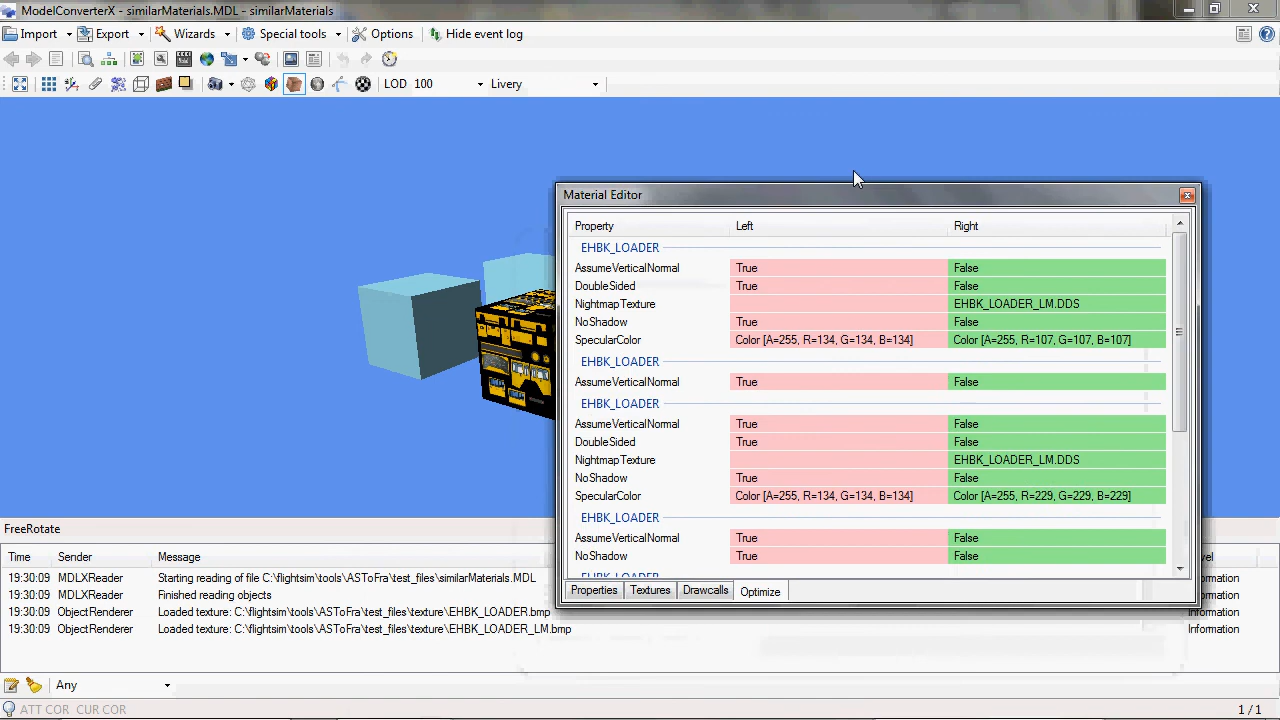 ModelConverterX - similarMaterials.MDL - similarMaterials
Import Export Wizards Special tools Options Hide event log
LOD 100 Livery
Material Editor
Property Left Right
EHBK_LOADER
AssumeVerticalNormal True False
DoubleSided True False
NightmapTexture EHBK_LOADER_LM.DDS
NoShadow True False
SpecularColor Color [A=255, R=134, G=134, B=134] Color [A=255, R=107, G=107, B=107]
EHBK_LOADER
AssumeVerticalNormal True False
EHBK_LOADER
AssumeVerticalNormal True False
DoubleSided True False
NightmapTexture EHBK_LOADER_LM.DDS
NoShadow True False
SpecularColor Color [A=255, R=134, G=134, B=134] Color [A=255, R=229, G=229, B=229]
EHBK_LOADER
AssumeVerticalNormal True False
NoShadow True False
Properties Textures Drawcalls Optimize
FreeRotate
Time Sender Message
19:30:09 MDLXReader Starting reading of file C:\flightsim\tools\ASToFra\test_files\similarMaterials.MDL Information
19:30:09 MDLXReader Finished reading objects Information
19:30:09 ObjectRenderer Loaded texture: C:\flightsim\tools\ASToFra\test_files\texture\EHBK_LOADER.bmp Information
19:30:09 ObjectRenderer Loaded texture: C:\flightsim\tools\ASToFra\test_files\texture\EHBK_LOADER_LM.bmp Information
Any
ATT COR CUR COR 1 / 1